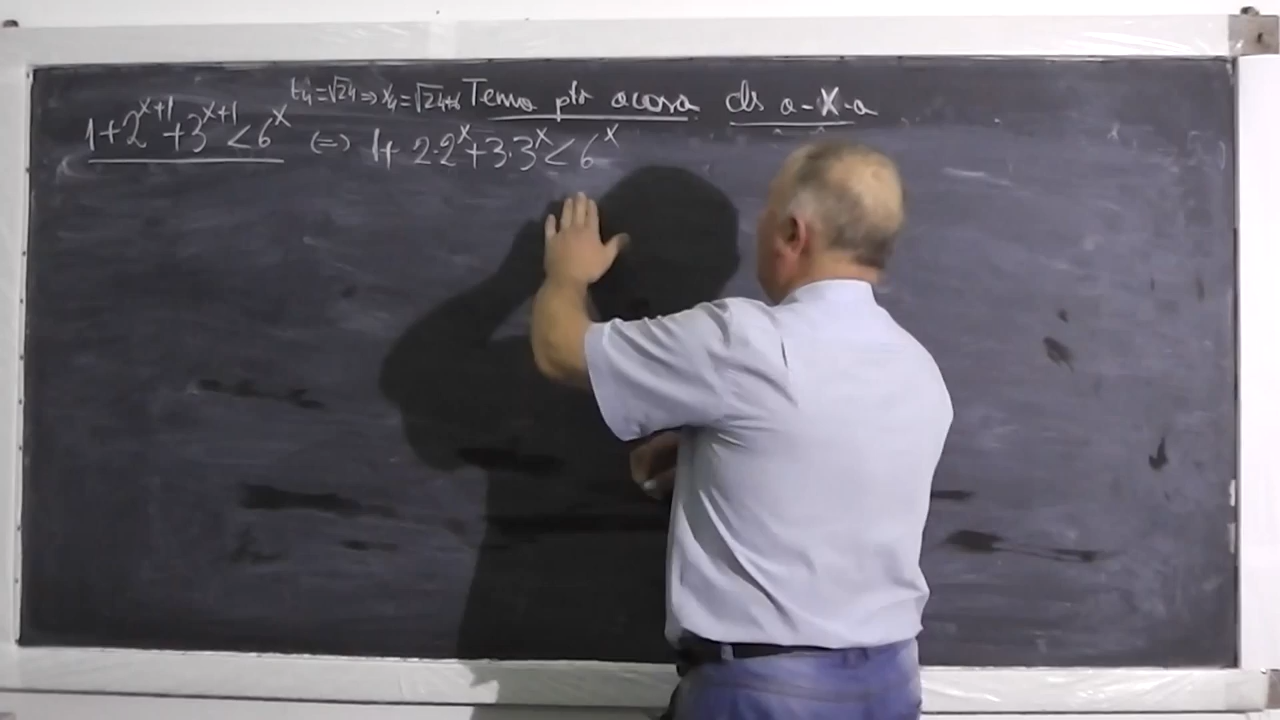 t₄=√24 ⇒ x₄=√24+6 Tema ptr acasa ds a-X-a
1+2^{x+1}+3^{x+1}<6^x ⇔ 1+2·2^x+3·3^x<6^x